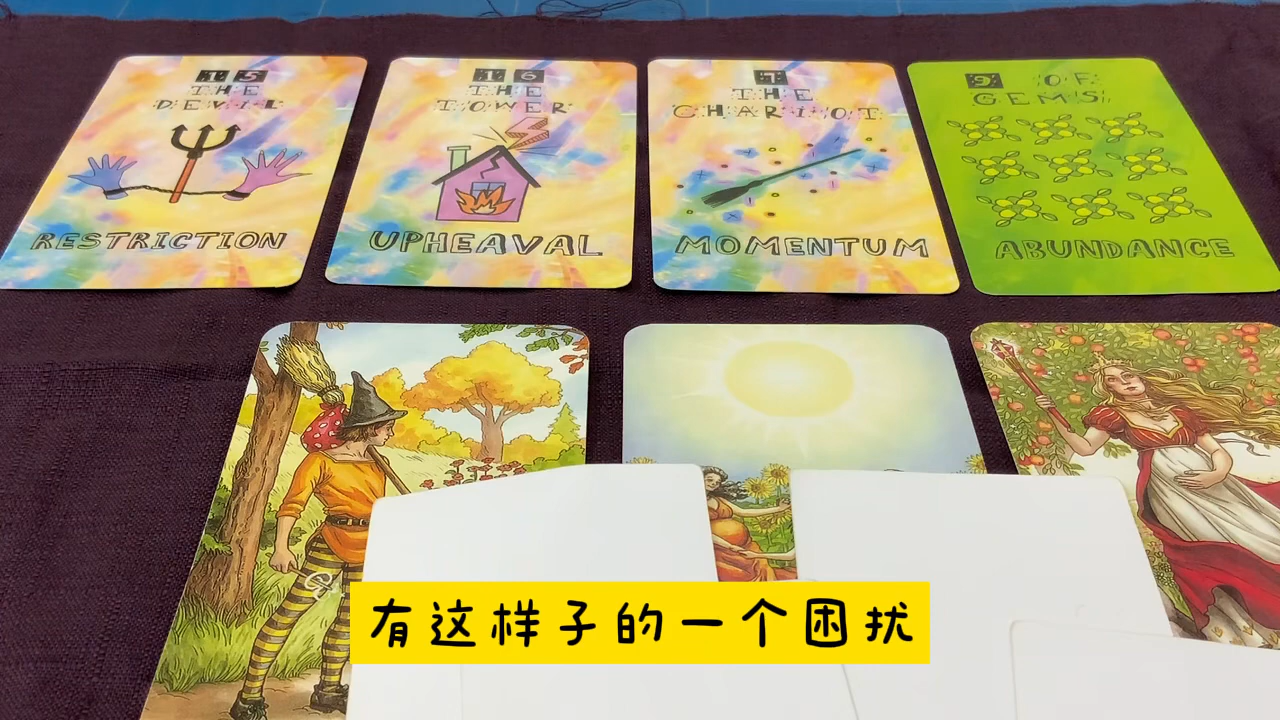 15
THE
DEVIL
RESTRICTION
16
THE
TOWER
UPHEAVAL
7
THE
CHARIOT
MOMENTUM
9 OF
GEMS
ABUNDANCE
有这样子的一个困扰